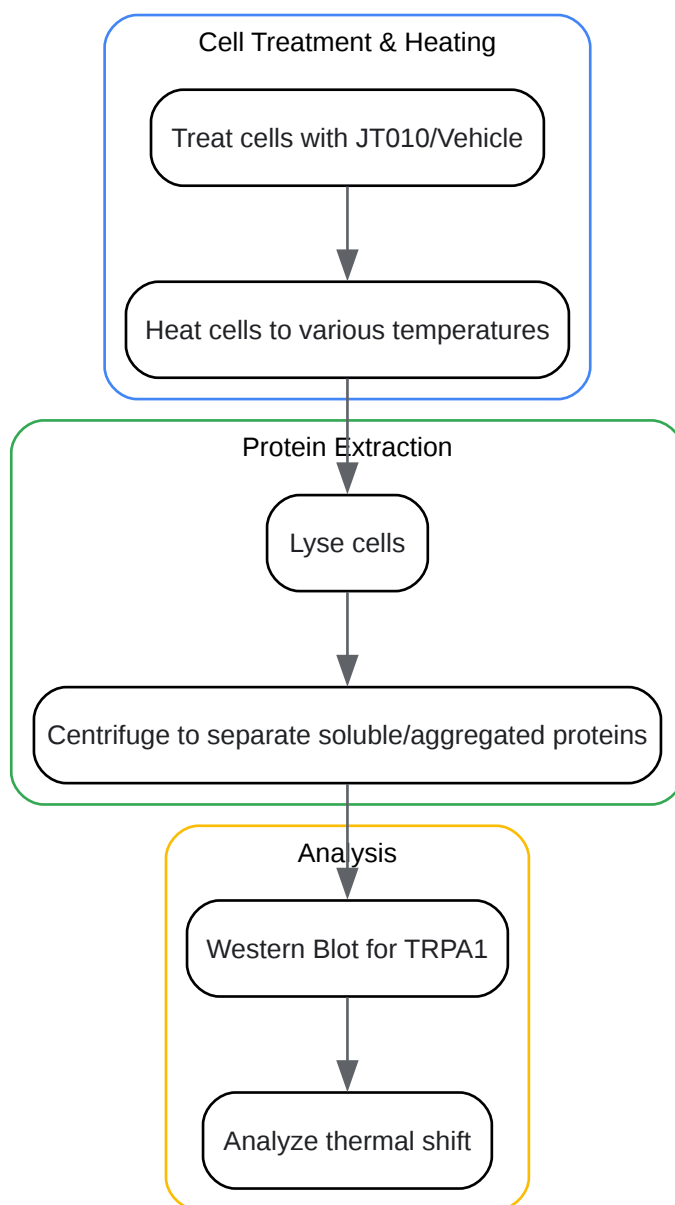 Cell Treatment & Heating
Treat cells with JT010/Vehicle
Heat cells to various temperatures
Protein Extraction
Lyse cells
Centrifuge to separate soluble/aggregated proteins
Analysis
Western Blot for TRPA1
Analyze thermal shift